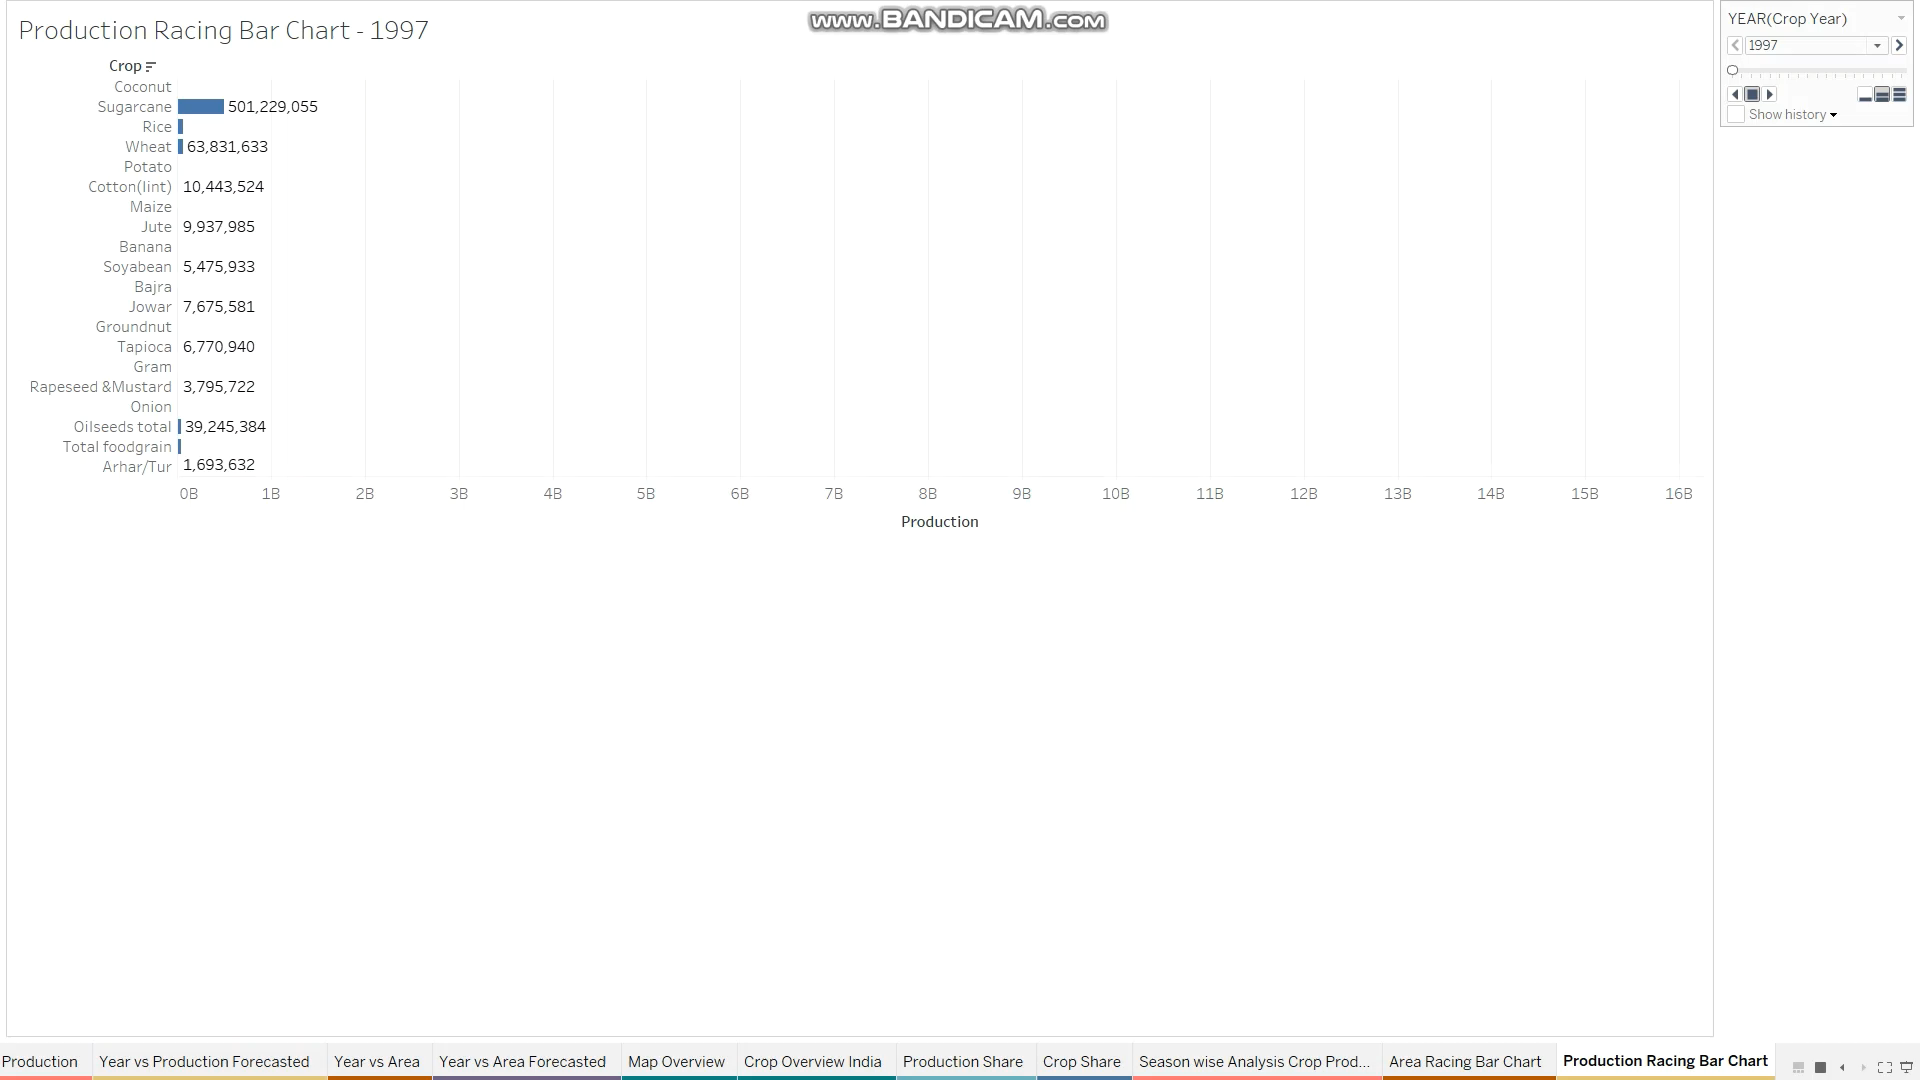 Production Racing Bar Chart - 1997
www.BANDICAM.com
YEAR(Crop Year)
1997
Show history
Crop
Coconut
Sugarcane 501,229,055
Rice
Wheat 63,831,633
Potato
Cotton(lint) 10,443,524
Maize
Jute 9,937,985
Banana
Soyabean 5,475,933
Bajra
Jowar 7,675,581
Groundnut
Tapioca 6,770,940
Gram
Rapeseed &Mustard 3,795,722
Onion
Oilseeds total 39,245,384
Total foodgrain
Arhar/Tur 1,693,632
0B 1B 2B 3B 4B 5B 6B 7B 8B 9B 10B 11B 12B 13B 14B 15B 16B
Production
Production Year vs Production Forecasted Year vs Area Year vs Area Forecasted Map Overview Crop Overview India Production Share Crop Share Season wise Analysis Crop Prod... Area Racing Bar Chart Production Racing Bar Chart